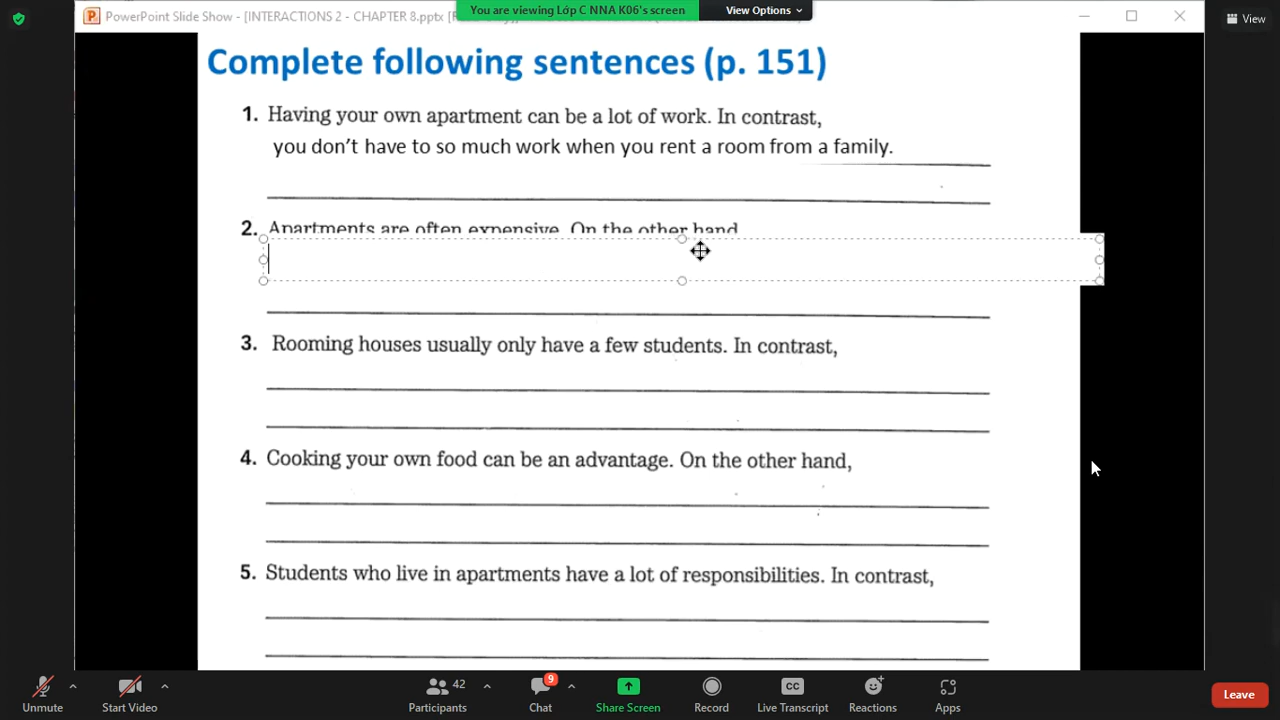 PowerPoint Slide Show - [INTERACTIONS 2 - CHAPTER 8.pptx
You are viewing Lớp C NNA K06's screen
View Options
View
Complete following sentences (p. 151)
1. Having your own apartment can be a lot of work. In contrast,
you don't have to so much work when you rent a room from a family.
2. Apartments are often expensive. On the other hand
3. Rooming houses usually only have a few students. In contrast,
4. Cooking your own food can be an advantage. On the other hand,
5. Students who live in apartments have a lot of responsibilities. In contrast,
Unmute
Start Video
42
Participants
9
Chat
Share Screen
Record
CC
Live Transcript
Reactions
Apps
Leave